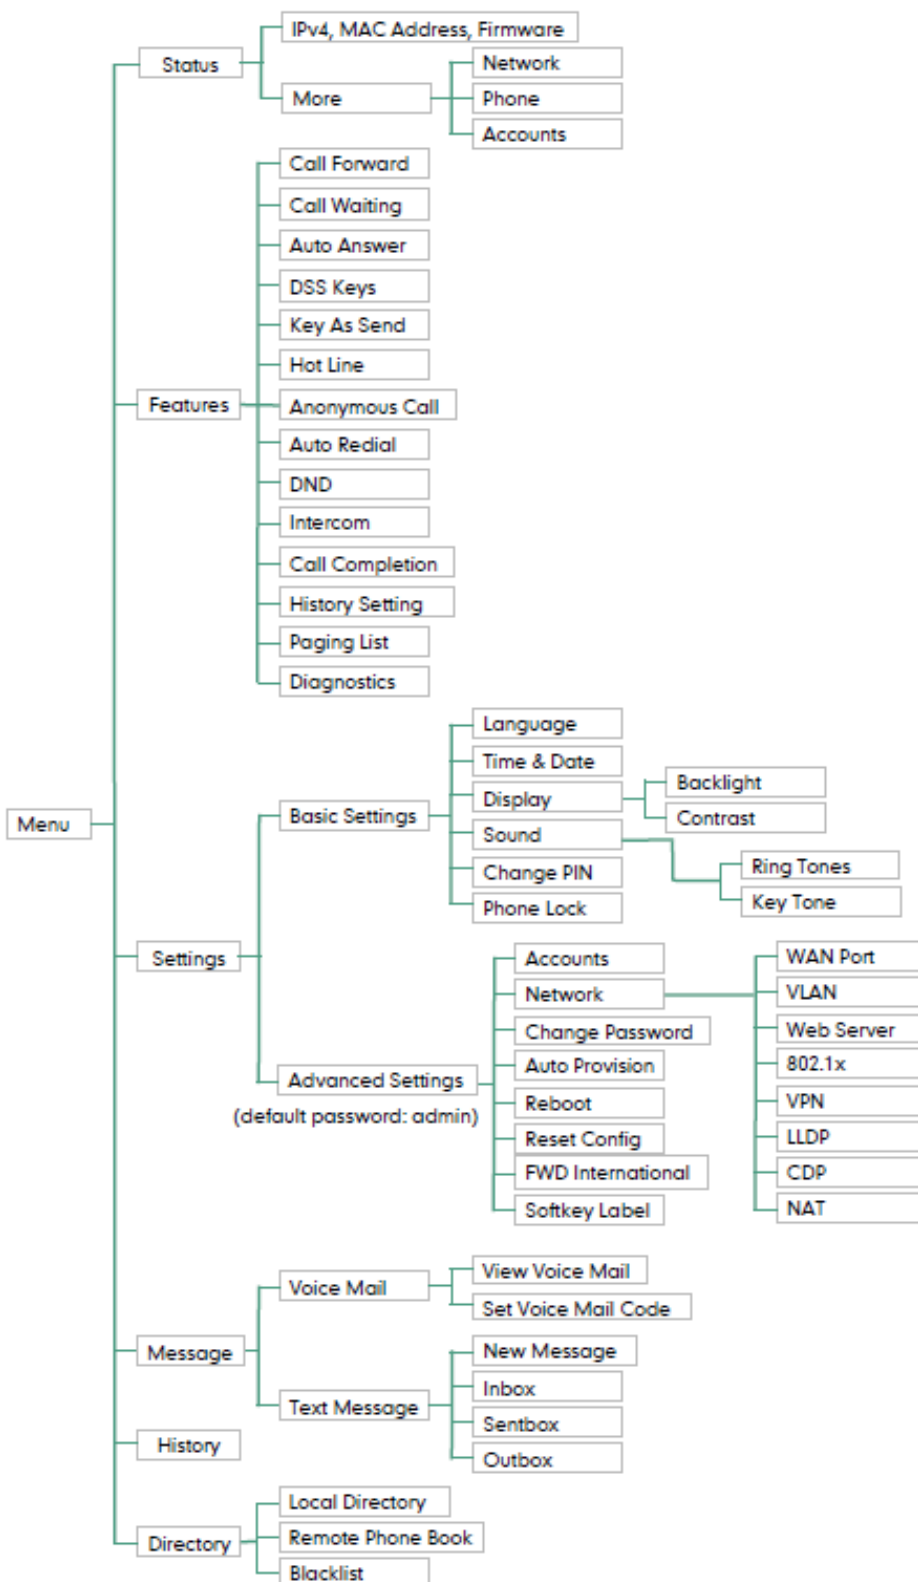 IPv4, MAC Address, Firmware
Status
Network
More
Phone
Accounts
Call Forward
Call Waiting
Auto Answer
DSS Keys
Key As Send
Hot Line
Features
Anonymous Call
Auto Redial
DND
Intercom
Call Completion
History Setting
Paging List
Diagnostics
Language
Time & Date
Display
Backlight
Contrast
Menu
Basic Settings
Sound
Ring Tones
Change PIN
Key Tone
Phone Lock
Settings
Accounts
WAN Port
Network
VLAN
Change Password
Web Server
Auto Provision
802.1x
Advanced Settings
(default password: admin)
Reboot
VPN
Reset Config
LLDP
FWD International
CDP
Softkey Label
NAT
Voice Mail
View Voice Mail
Set Voice Mail Code
Message
New Message
Text Message
Inbox
Sentbox
Outbox
History
Local Directory
Directory
Remote Phone Book
Blacklist